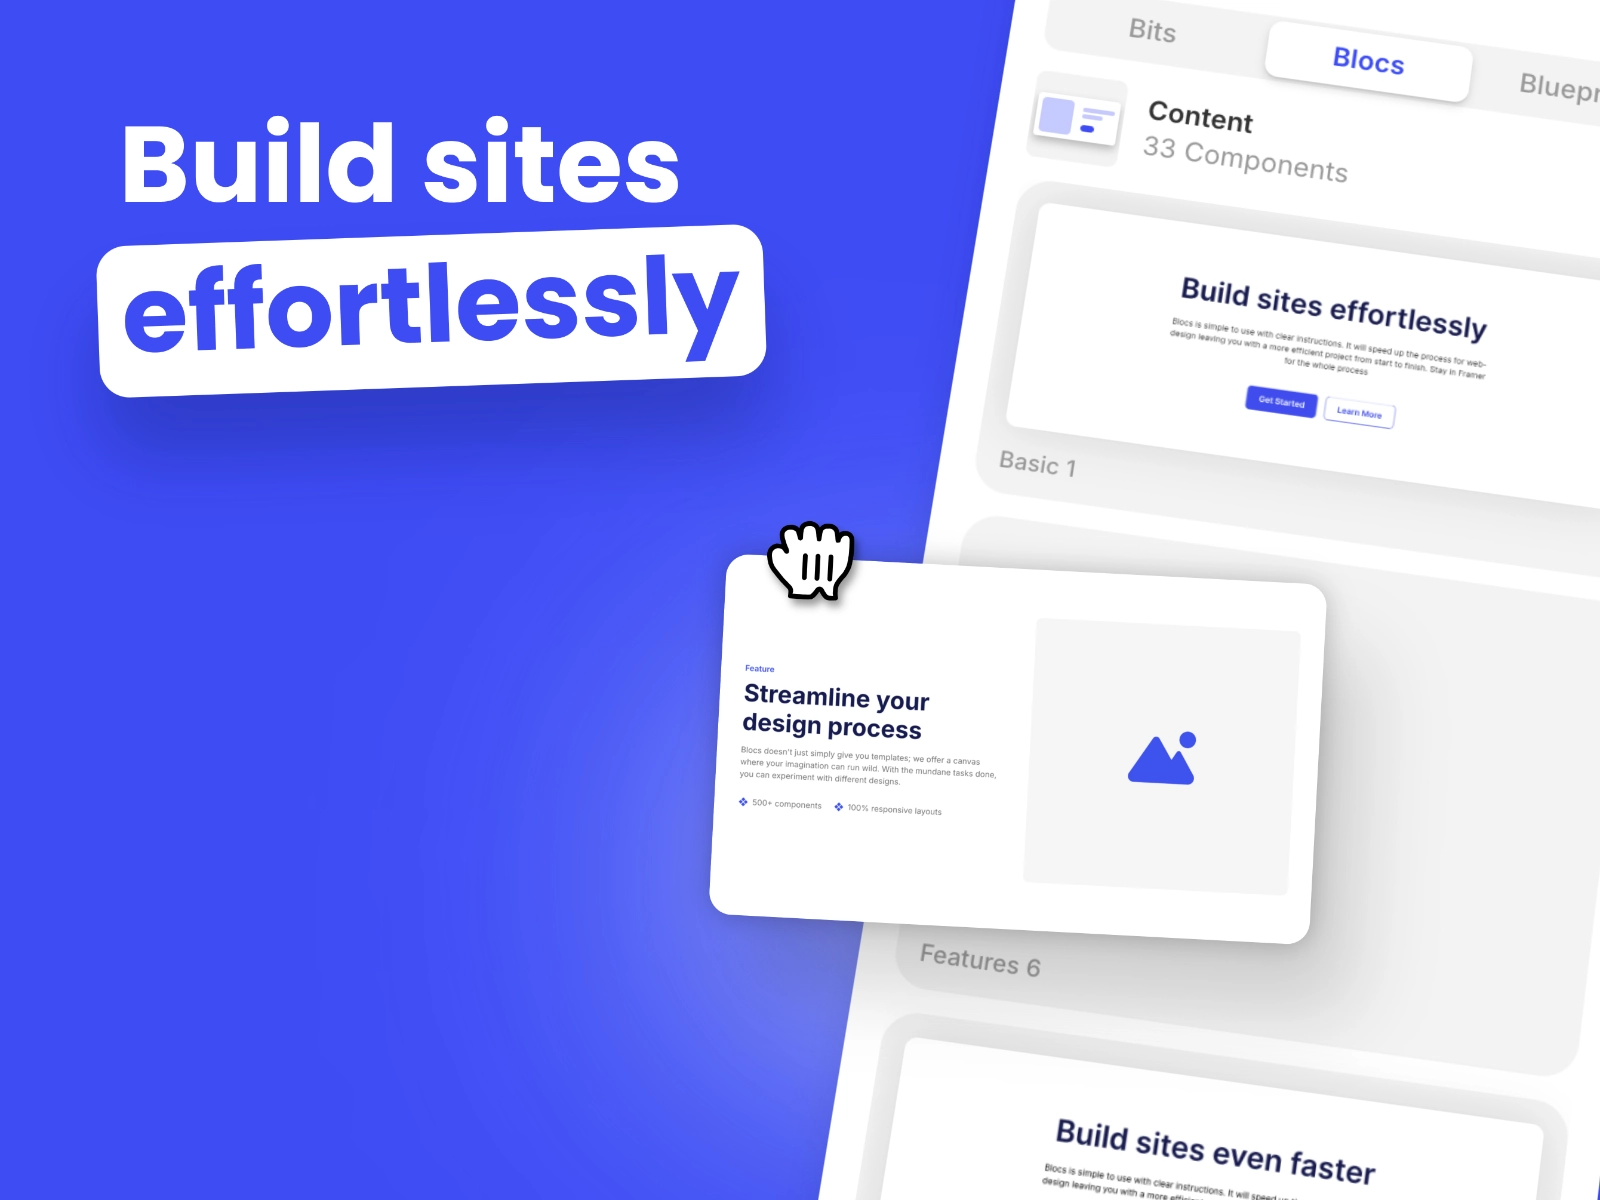 Build sites
effortlessly
Bits
Blocs
Content
33 Components
Build sites effortlessly
Blocs is simple to use with clear instructions. It will speed up the process for web-
design leaving you with a more efficient project from start to finish. Stay in Framer
for the whole process
Get Started
Learn More
Basic 1
Feature
Streamline your
design process
Blocs doesn't just simply give you templates; we offer a canvas
where your imagination can run wild. With the mundane tasks done,
you can experiment with different designs.
500+ components
100% responsive layouts
Features 6
Build sites even faster
Blocs is simple to use with clear instructions. It will speed
design leaving you with a more